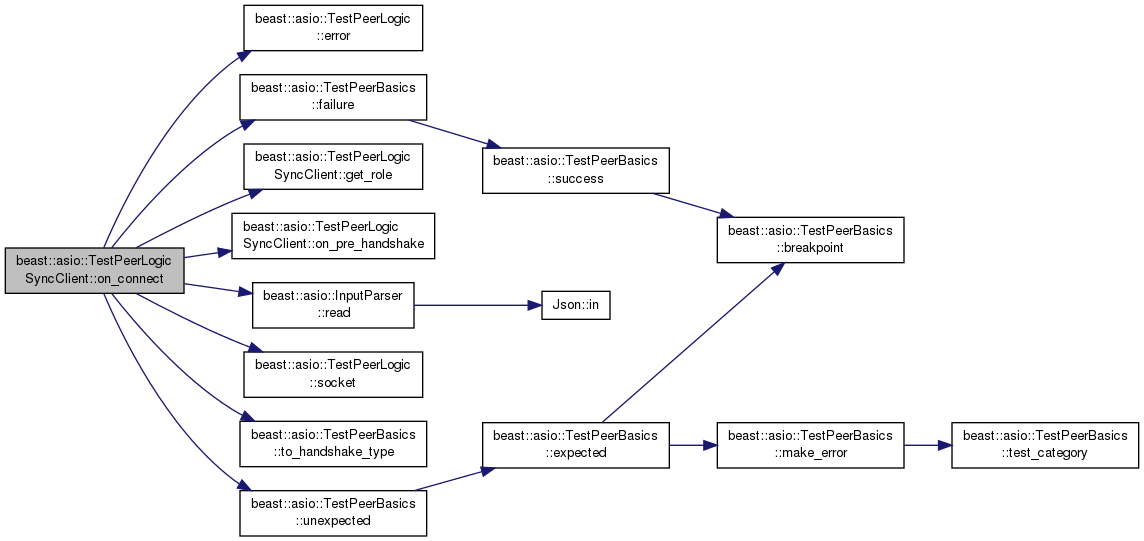 beast::asio::TestPeerLogic
::error
beast::asio::TestPeerBasics
::failure
beast::asio::TestPeerLogic
SyncClient::get_role
beast::asio::TestPeerLogic
SyncClient::on_pre_handshake
beast::asio::TestPeerLogic
SyncClient::on_connect
beast::asio::InputParser
::read
beast::asio::TestPeerLogic
::socket
beast::asio::TestPeerBasics
::to_handshake_type
beast::asio::TestPeerBasics
::unexpected
beast::asio::TestPeerBasics
::success
Json::in
beast::asio::TestPeerBasics
::expected
beast::asio::TestPeerBasics
::breakpoint
beast::asio::TestPeerBasics
::make_error
beast::asio::TestPeerBasics
::test_category